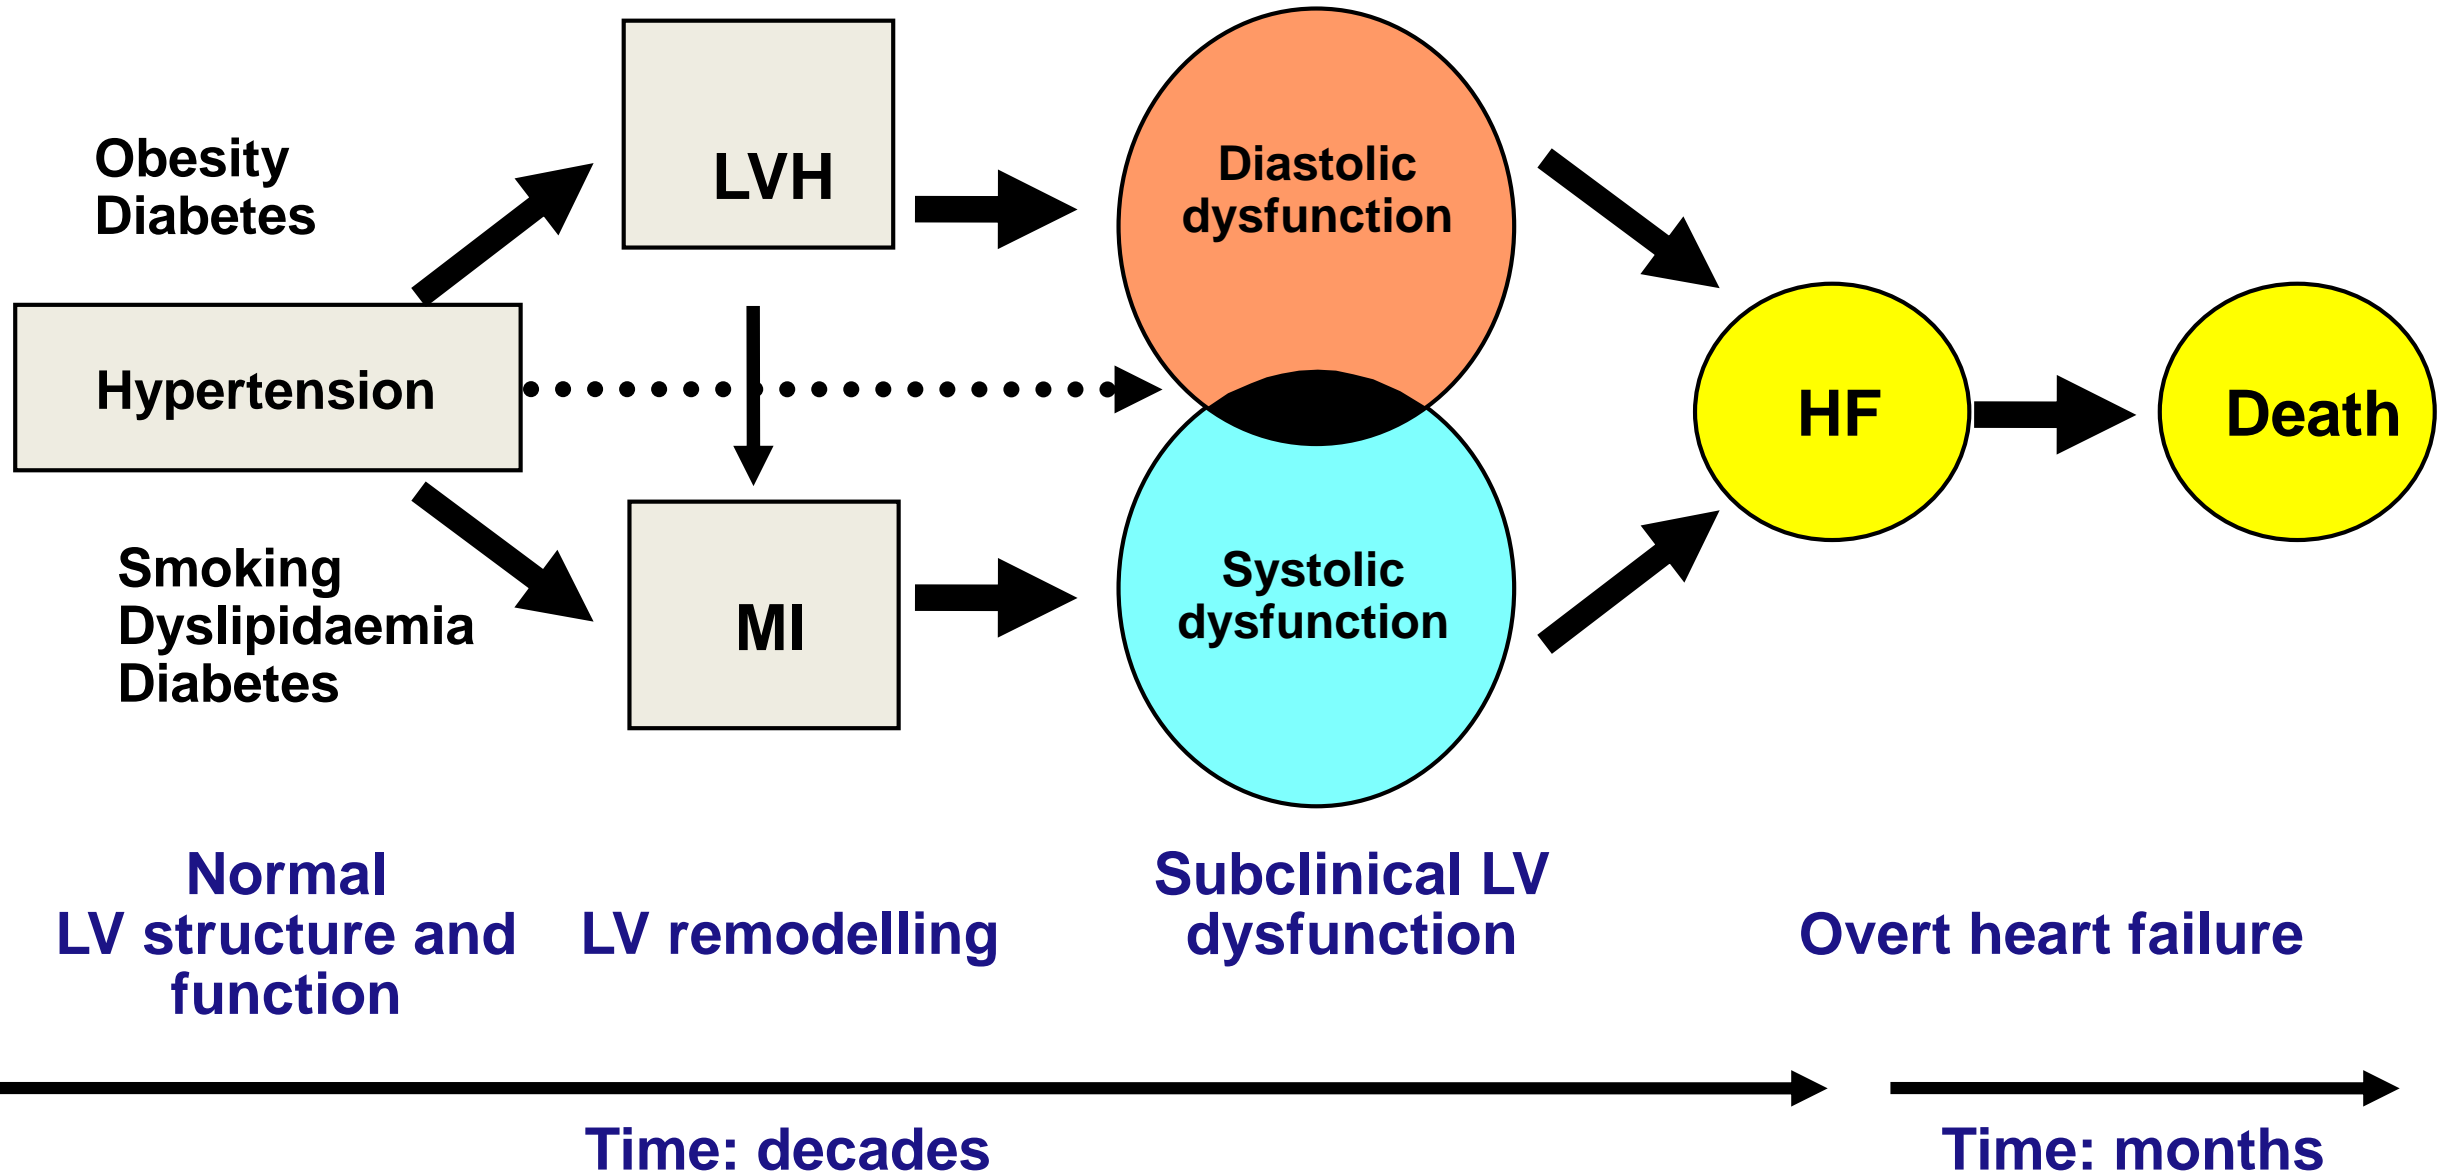 Obesity
Diabetes
Hypertension
Smoking
Dyslipidaemia
Diabetes
LVH
MI
Diastolic
dysfunction
Systolic
dysfunction
HF
Death
Normal
LV structure and
function
LV remodelling
Subclinical LV
dysfunction
Overt heart failure
Time: decades
Time: months